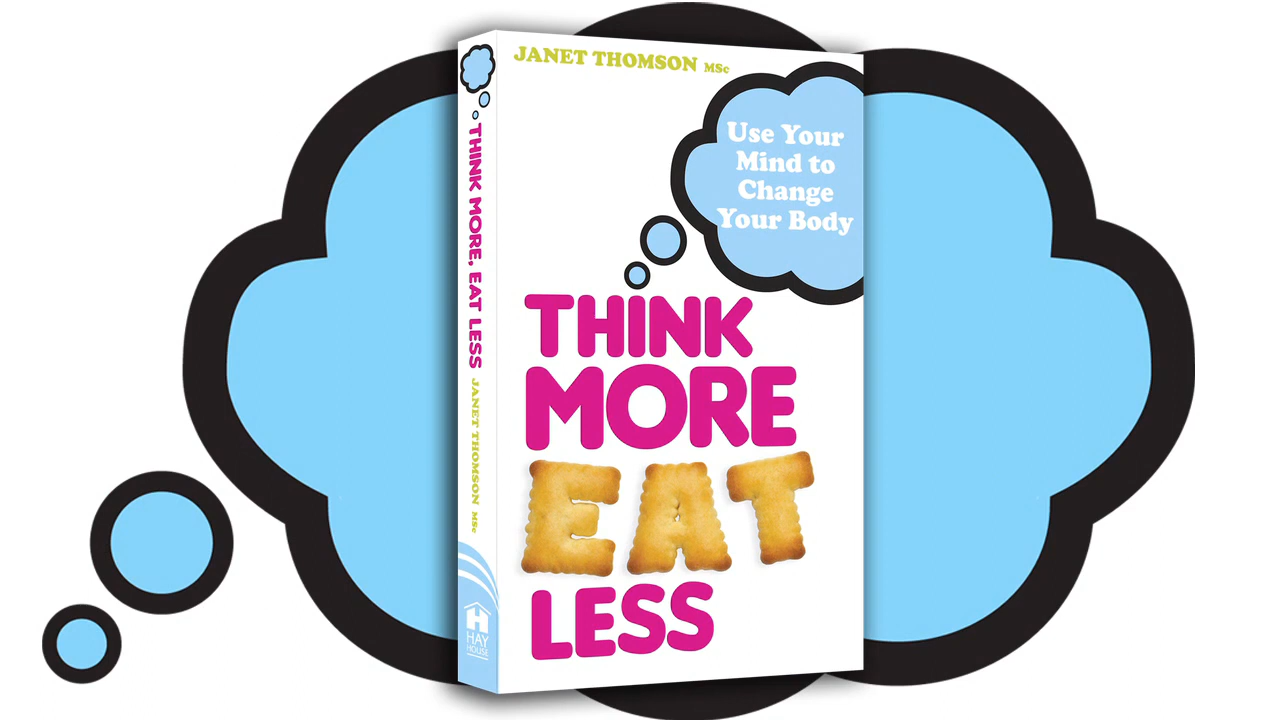 JANET THOMSON MSc
Use Your
Mind to
Change
Your Body
THINK
MORE
EAT
LESS
THINK MORE, EAT LESS JANET THOMSON MSc
HAY
HOUSE